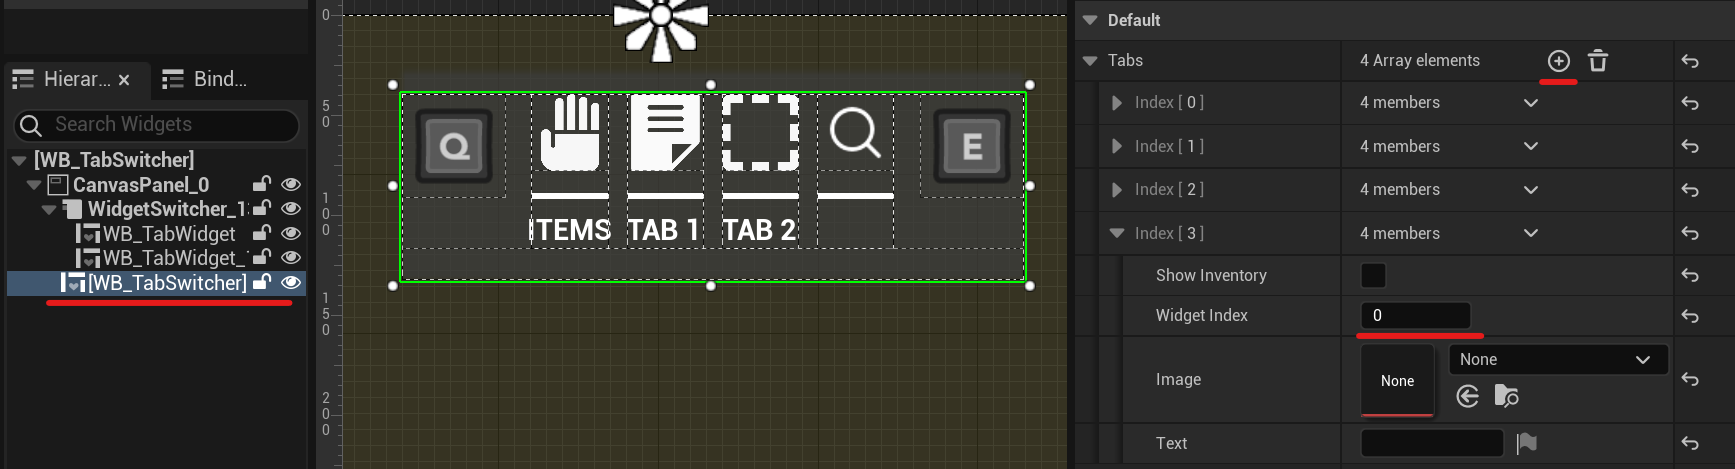 Hierar...
Bind...
Search Widgets
[WB_TabSwitcher]
CanvasPanel_0
WidgetSwitcher_1
WB_TabWidget
WB_TabWidget_
[WB_TabSwitcher]
0
5
0
1
0
0
1
5
0
2
0
0
Q
E
ITEMS
TAB 1
TAB 2
Default
Tabs
4 Array elements
Index [ 0 ]
4 members
Index [ 1 ]
4 members
Index [ 2 ]
4 members
Index [ 3 ]
4 members
Show Inventory
Widget Index
0
Image
None
None
Text